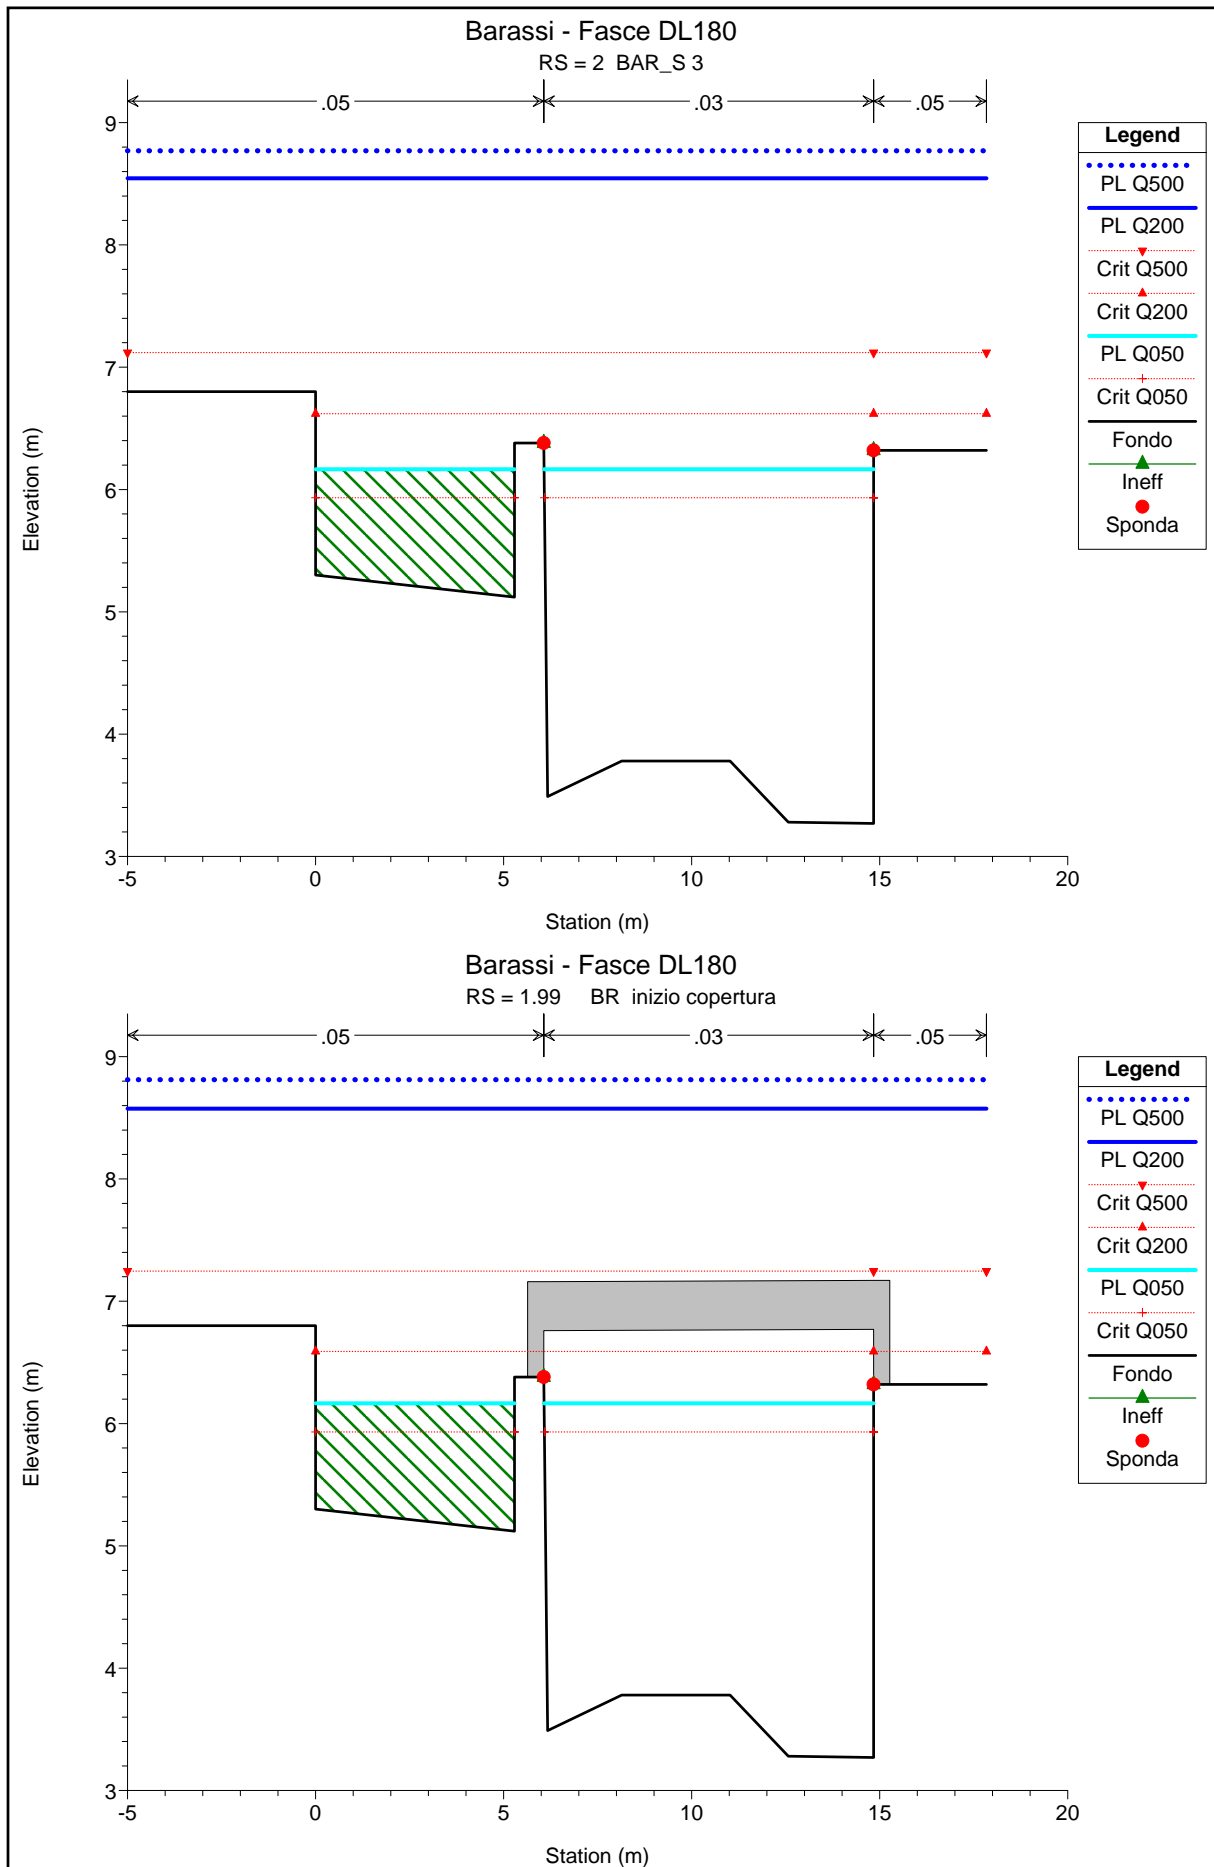 Barassi - Fasce DL180
RS = 2 BAR_S 3
.05
.03
.05
9
8
7
6
5
4
3
-5
0
5
10
15
20
Elevation (m)
Station (m)
Legend
PL Q500
PL Q200
Crit Q500
Crit Q200
PL Q050
Crit Q050
Fondo
Ineff
Sponda
Barassi - Fasce DL180
RS = 1.99 BR inizio copertura
.05
.03
.05
9
8
7
6
5
4
3
-5
0
5
10
15
20
Elevation (m)
Station (m)
Legend
PL Q500
PL Q200
Crit Q500
Crit Q200
PL Q050
Crit Q050
Fondo
Ineff
Sponda